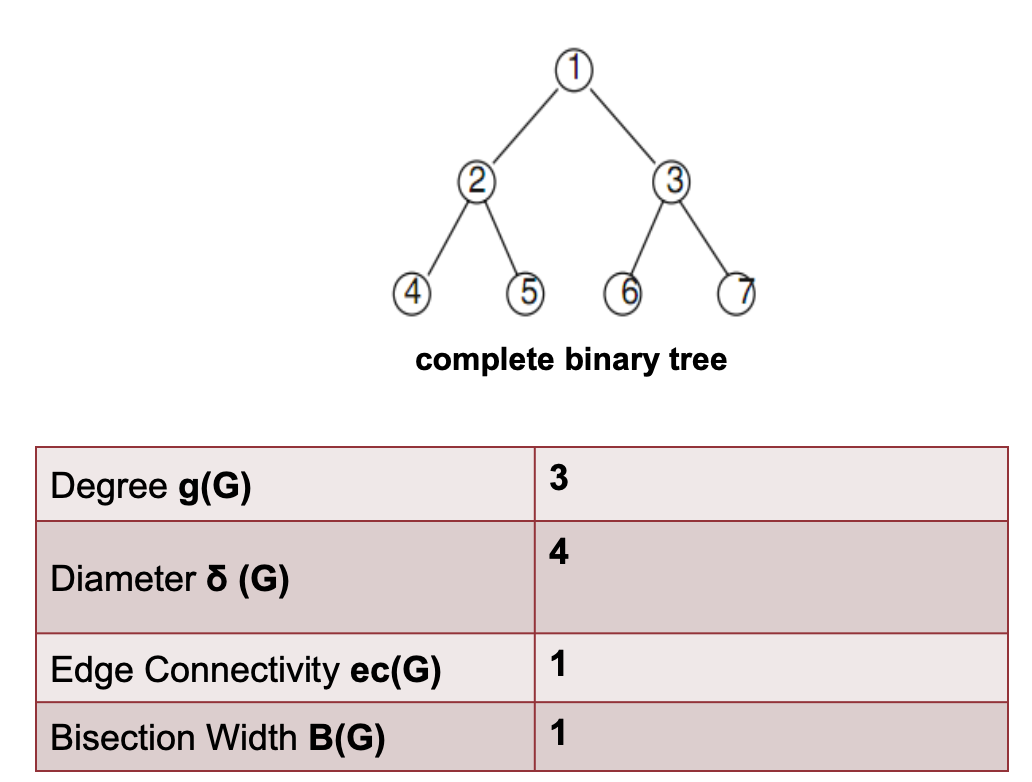 1
2 3
4 5 6 7
complete binary tree
Degree g(G) 3
Diameter δ (G) 4
Edge Connectivity ec(G) 1
Bisection Width B(G) 1